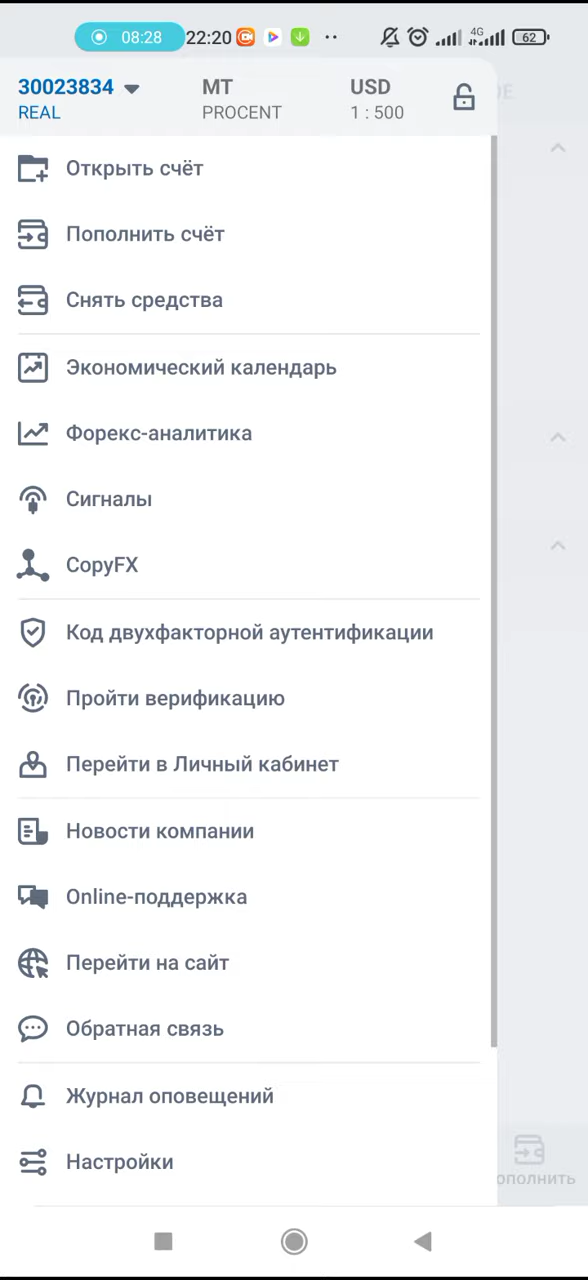 08:28 22:20 4G 62
30023834 MT USD
REAL PROCENT 1 : 500
Открыть счёт
Пополнить счёт
Снять средства
Экономический календарь
Форекс-аналитика
Сигналы
CopyFX
Код двухфакторной аутентификации
Пройти верификацию
Перейти в Личный кабинет
Новости компании
Online-поддержка
Перейти на сайт
Обратная связь
Журнал оповещений
Настройки
ополнить